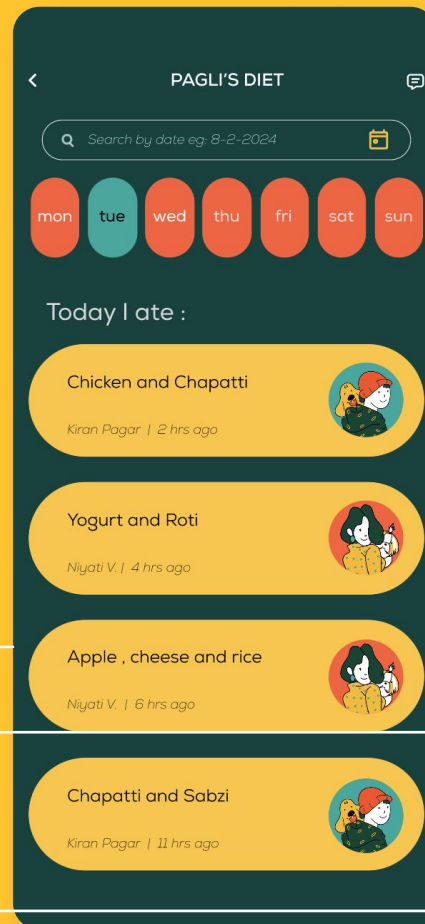 PAGLI'S DIET
Search by date eg: 8-2-2024
mon tue wed thu fri sat sun
Today I ate :
Chicken and Chapatti
Kiran Pagar | 2 hrs ago
Yogurt and Roti
Niyati V. | 4 hrs ago
Apple , cheese and rice
Niyati V. | 6 hrs ago
Chapatti and Sabzi
Kiran Pagar | 11 hrs ago